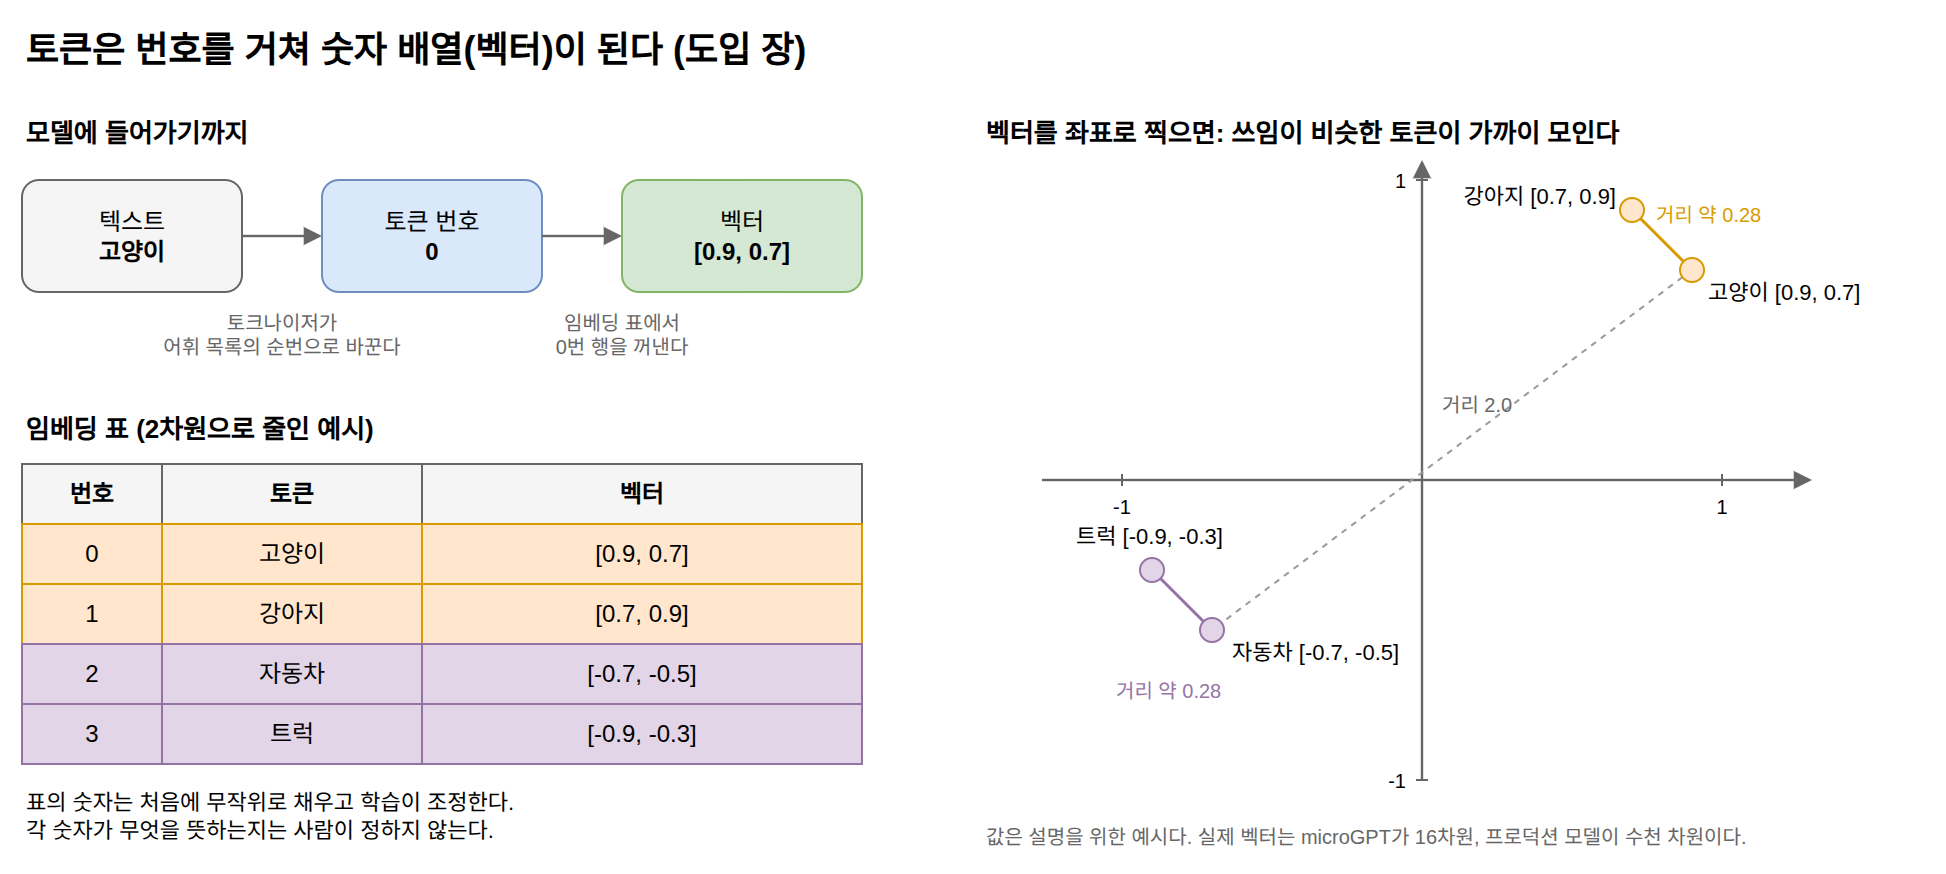 토큰은 번호를 거쳐 숫자 배열(벡터)이 된다 (도입 장)
모델에 들어가기까지
텍스트
고양이
토큰 번호
0
벡터
[0.9, 0.7]
토크나이저가
어휘 목록의 순번으로 바꾼다
임베딩 표에서
0번 행을 꺼낸다
임베딩 표 (2차원으로 줄인 예시)
번호 토큰 벡터
0 고양이 [0.9, 0.7]
1 강아지 [0.7, 0.9]
2 자동차 [-0.7, -0.5]
3 트럭 [-0.9, -0.3]
표의 숫자는 처음에 무작위로 채우고 학습이 조정한다.
각 숫자가 무엇을 뜻하는지는 사람이 정하지 않는다.
벡터를 좌표로 찍으면: 쓰임이 비슷한 토큰이 가까이 모인다
1
강아지 [0.7, 0.9]
거리 약 0.28
고양이 [0.9, 0.7]
거리 2.0
-1
1
트럭 [-0.9, -0.3]
자동차 [-0.7, -0.5]
거리 약 0.28
-1
값은 설명을 위한 예시다. 실제 벡터는 microGPT가 16차원, 프로덕션 모델이 수천 차원이다.